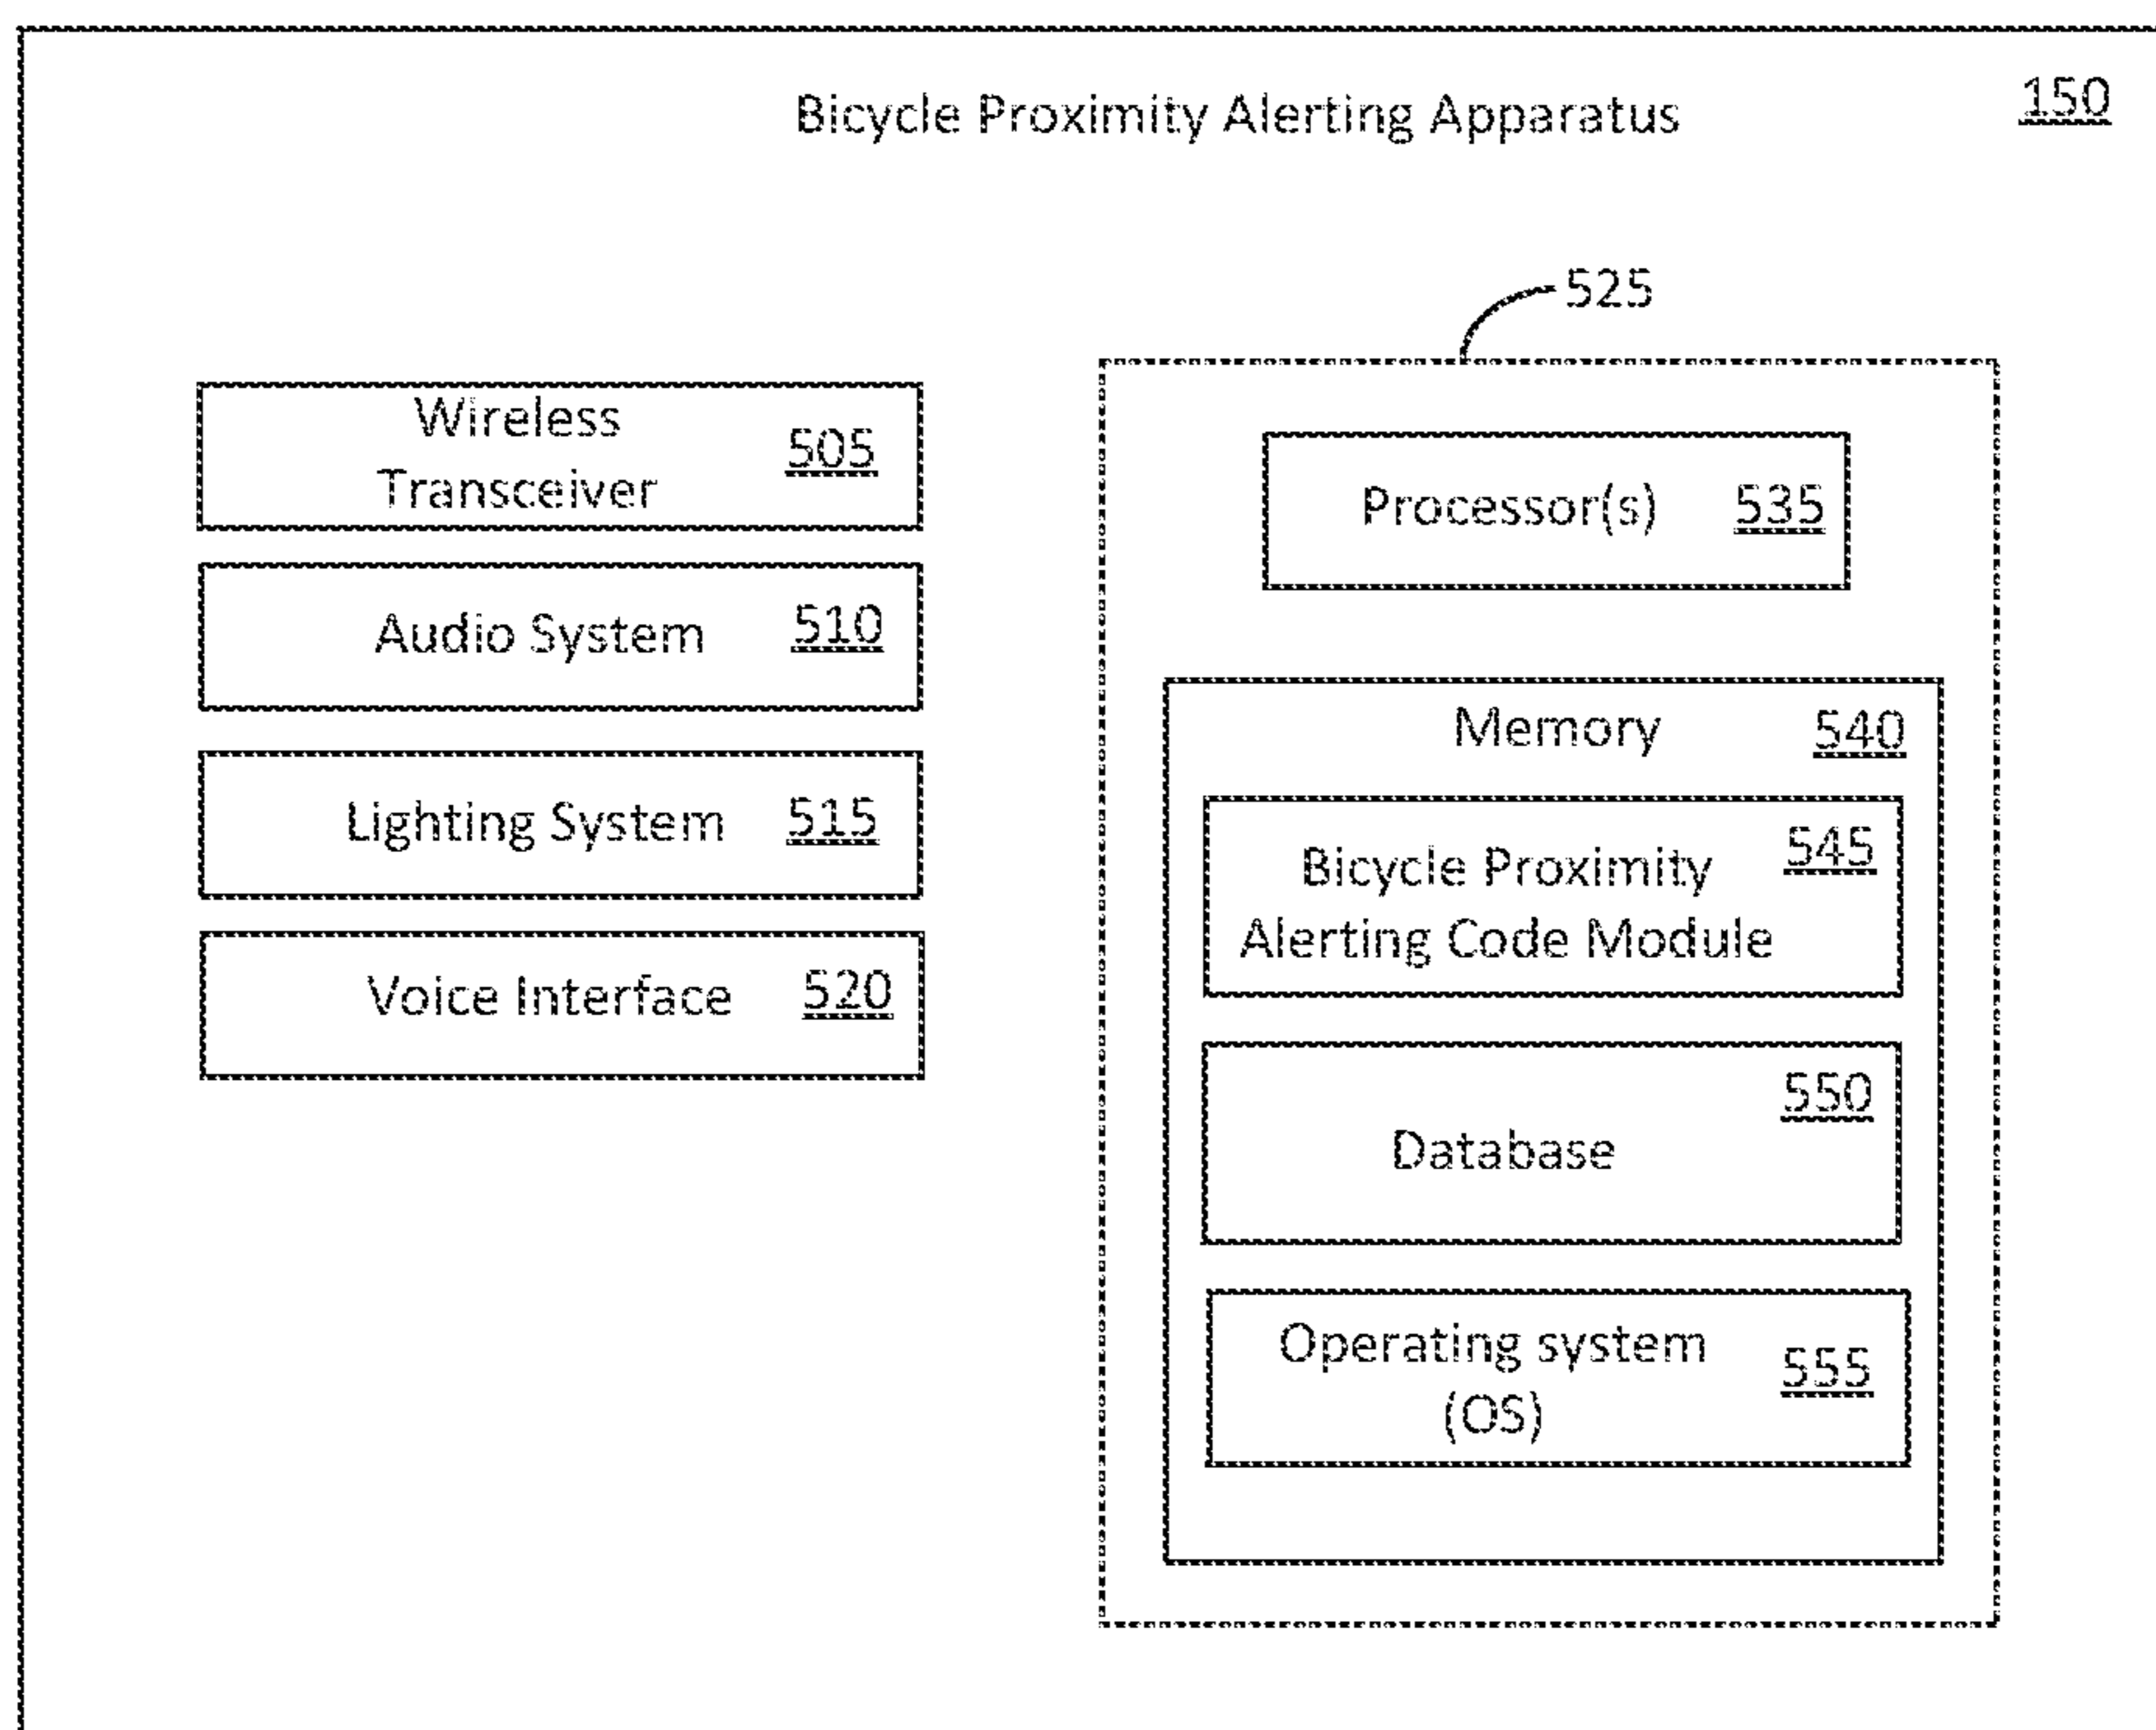 Bicycle Proximity Alerting Apparatus 150
525
Wireless
Transceiver 505
Audio System 510
Lighting System 515
Voice Interface 520
Processor(s) 535
Memory 540
Bicycle Proximity 545
Alerting Code Module
Database 550
Operating system
(OS) 555